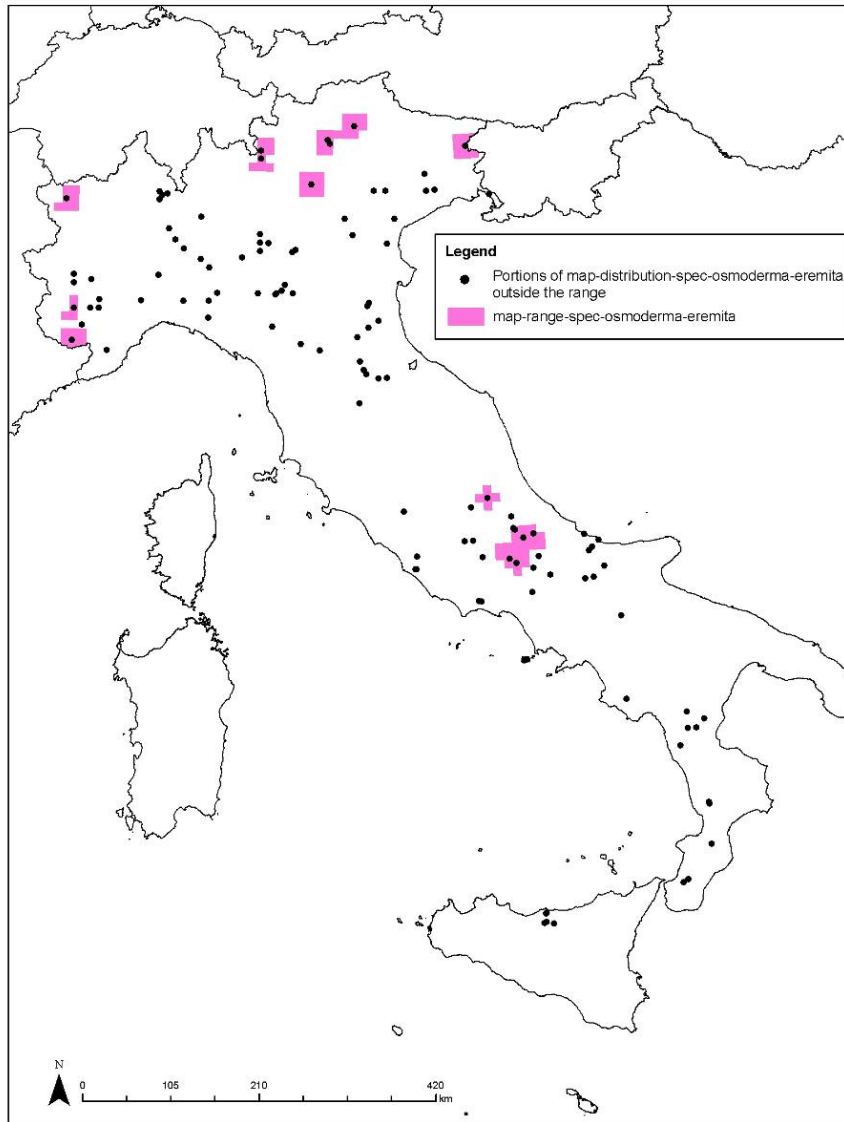 Legend
Portions of map-distribution-spec-osmoderma-eremita
outside the range
map-range-spec-osmoderma-eremita
N
0 105 210 420
km